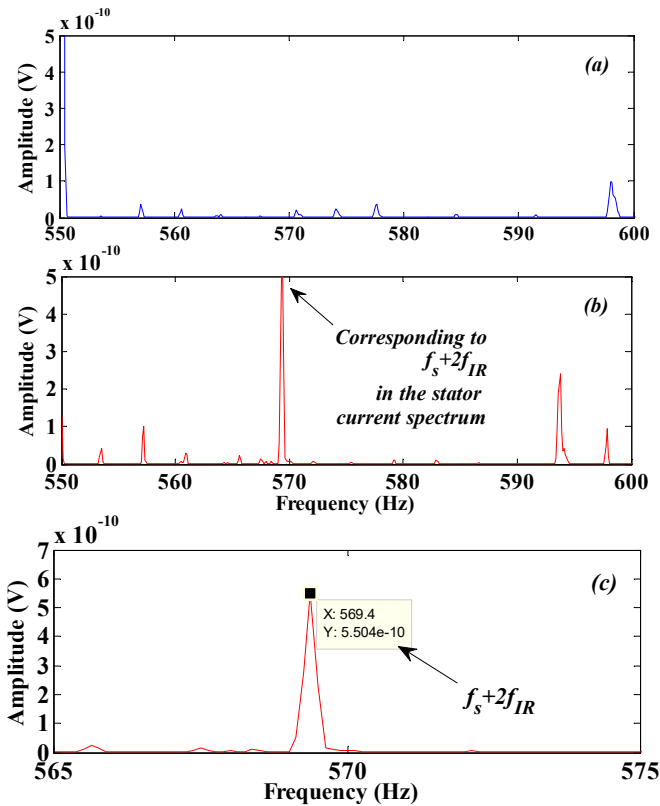 x 10^-10
5
4
3
2
1
0
Amplitude (V)
(a)
550 560 570 580 590 600
x 10^-10
5
4
3
2
1
0
Amplitude (V)
(b)
Corresponding to
f_s+2f_IR
in the stator
current spectrum
550 560 570 580 590 600
Frequency (Hz)
x 10^-10
7
6
5
4
3
2
1
0
Amplitude (V)
(c)
X: 569.4
Y: 5.504e-10
f_s+2f_IR
565 570 575
Frequency (Hz)